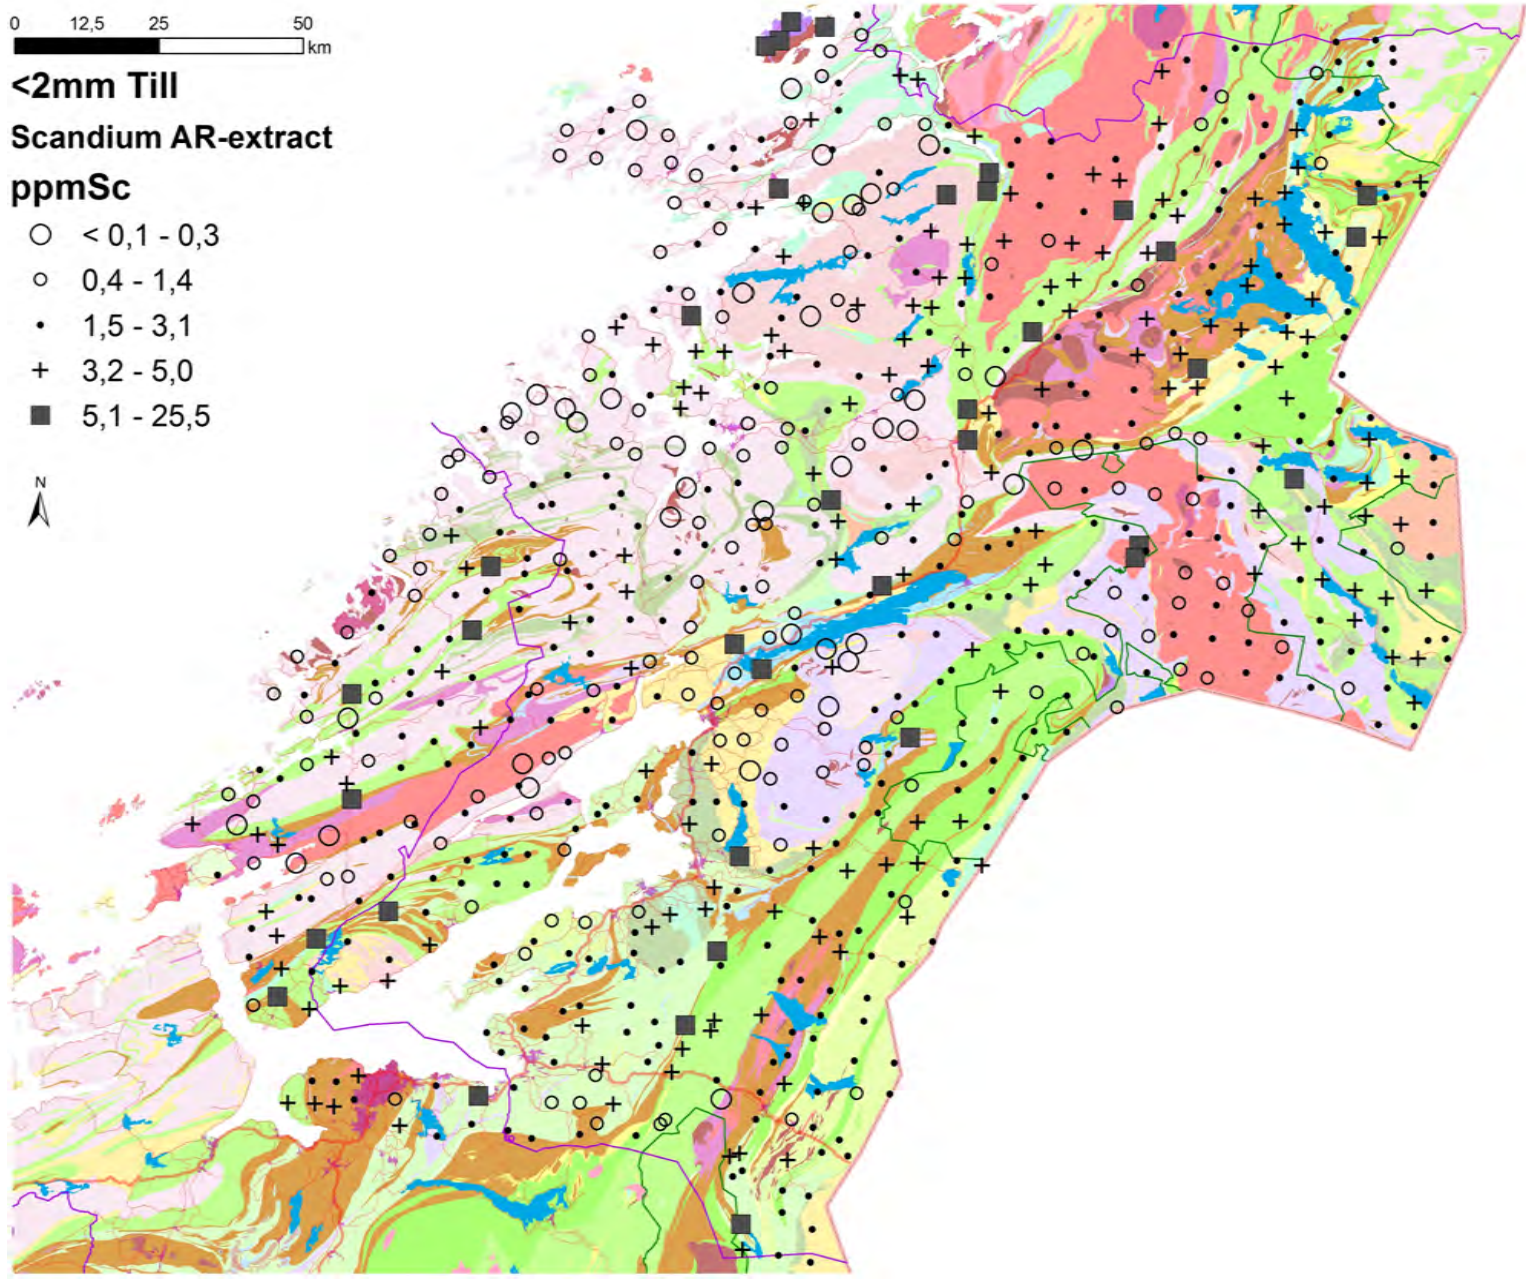 0 12,5 25 50
km
<2mm Till
Scandium AR-extract
ppmSc
< 0,1 - 0,3
0,4 - 1,4
1,5 - 3,1
3,2 - 5,0
5,1 - 25,5
N